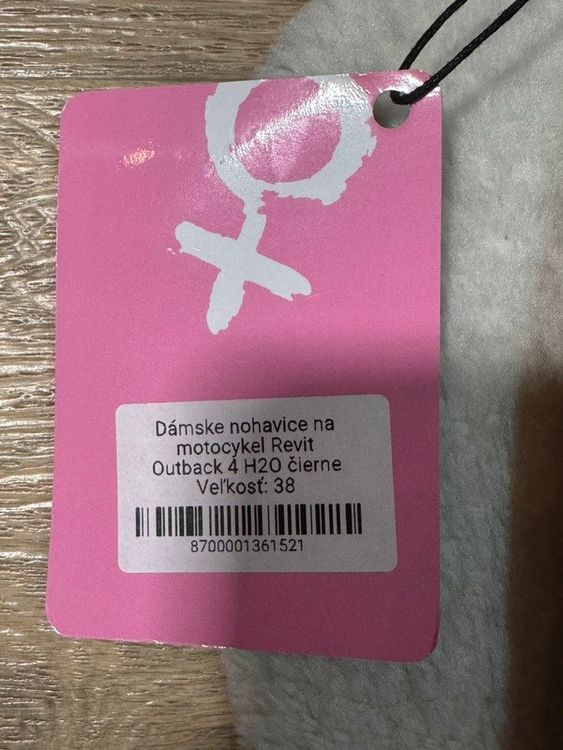 Dámske nohavice na
motocykel Revit
Outback 4 H2O čierne
Veľkosť: 38
8700001361521